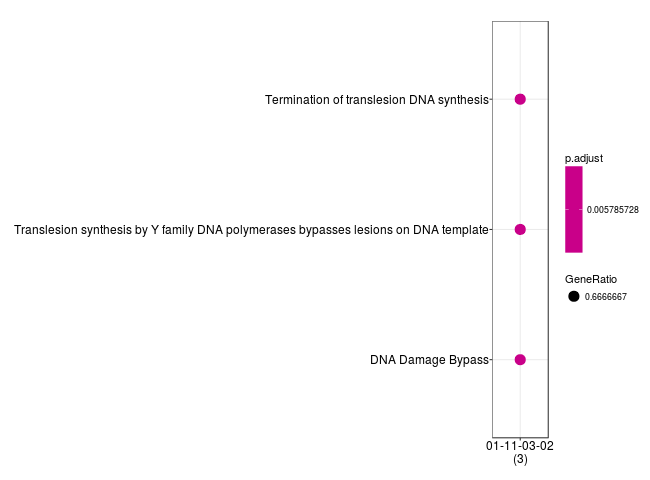 Termination of translesion DNA synthesis
Translesion synthesis by Y family DNA polymerases bypasses lesions on DNA template
DNA Damage Bypass
01-11-03-02
(3)
p.adjust
0.005785728
GeneRatio
0.6666667